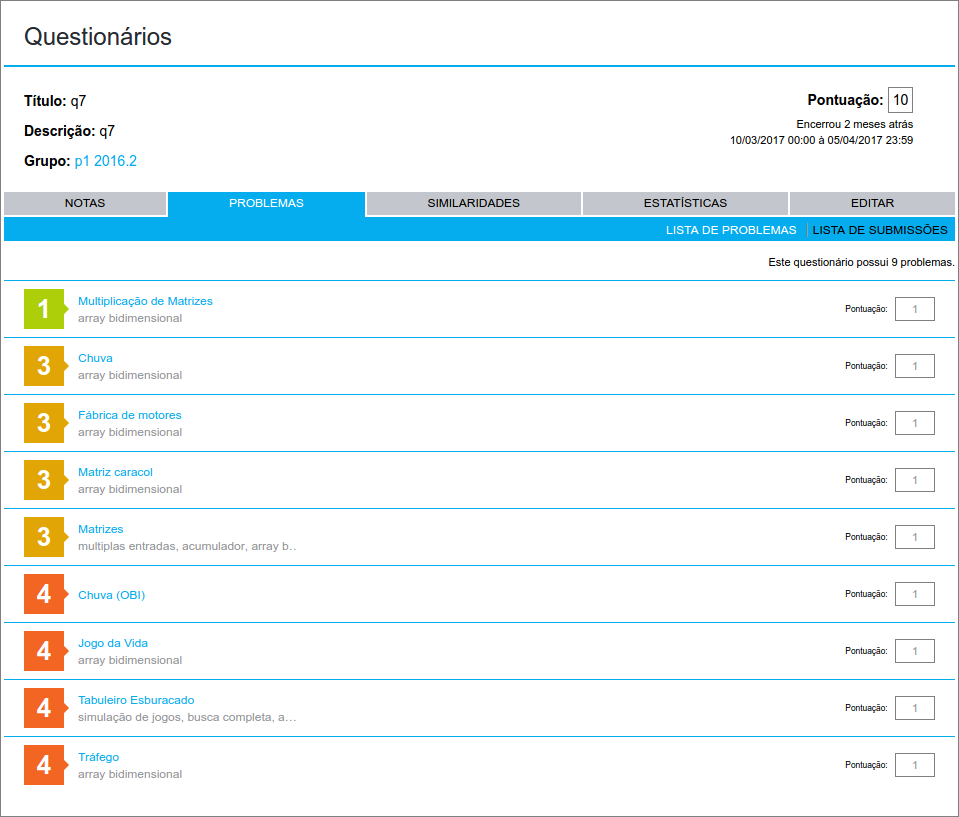 Questionários
Título: q7
Pontuação: 10
Descrição: q7
Encerrou 2 meses atrás
10/03/2017 00:00 à 05/04/2017 23:59
Grupo: p1 2016.2
NOTAS PROBLEMAS SIMILARIDADES ESTATÍSTICAS EDITAR
LISTA DE PROBLEMAS LISTA DE SUBMISSÕES
Este questionário possui 9 problemas.
1 Multiplicação de Matrizes
array bidimensional
Pontuação: 1
3 Chuva
array bidimensional
Pontuação: 1
3 Fábrica de motores
array bidimensional
Pontuação: 1
3 Matriz caracol
array bidimensional
Pontuação: 1
3 Matrizes
multiplas entradas, acumulador, array b…
Pontuação: 1
4 Chuva (OBI)
Pontuação: 1
4 Jogo da Vida
array bidimensional
Pontuação: 1
4 Tabuleiro Esburacado
simulação de jogos, busca completa, a…
Pontuação: 1
4 Tráfego
array bidimensional
Pontuação: 1